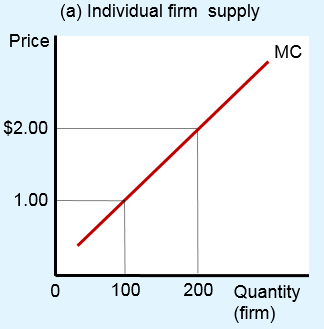 (a) Individual firm supply
Price
MC
$2.00
1.00
0 100 200 Quantity
(firm)